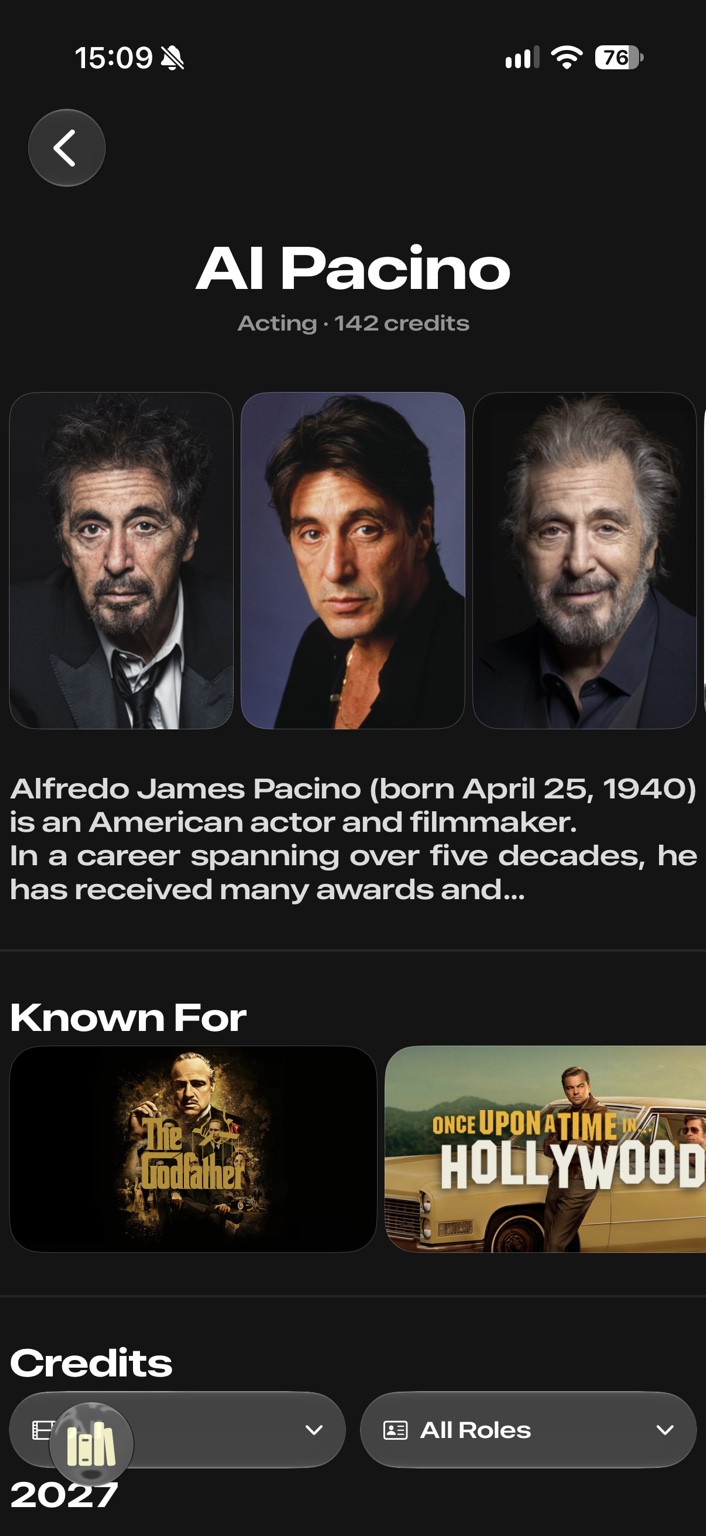 15:09
76
Al Pacino
Acting · 142 credits
Alfredo James Pacino (born April 25, 1940)
is an American actor and filmmaker.
In a career spanning over five decades, he
has received many awards and...
Known For
The
Godfather
ONCE UPON A TIME IN...
HOLLYWOOD
Credits
All Roles
2027